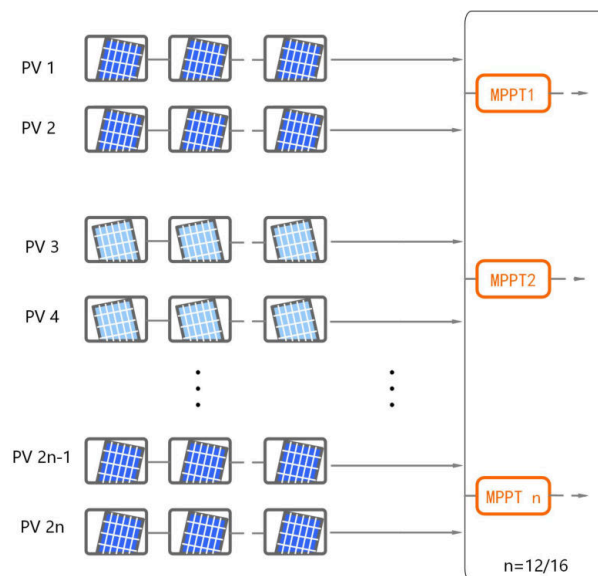 PV 1
MPPT1
PV 2
PV 3
MPPT2
PV 4
PV 2n-1
MPPT n
PV 2n
n=12/16